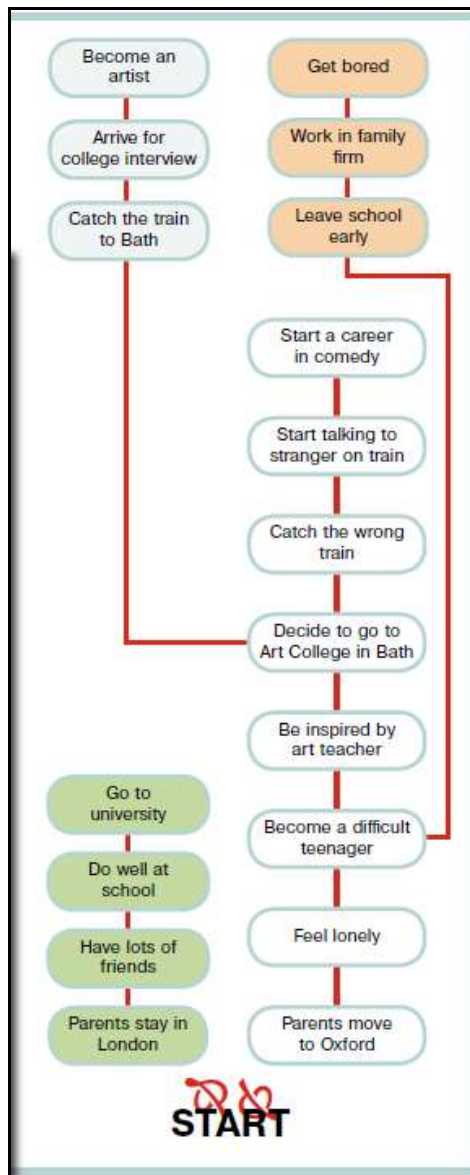 Become an
artist
Arrive for
college interview
Catch the train
to Bath
Get bored
Work in family
firm
Leave school
early
Start a career
in comedy
Start talking to
stranger on train
Catch the wrong
train
Decide to go to
Art College in Bath
Be inspired by
art teacher
Become a difficult
teenager
Feel lonely
Parents move
to Oxford
Go to
university
Do well at
school
Have lots of
friends
Parents stay in
London
START